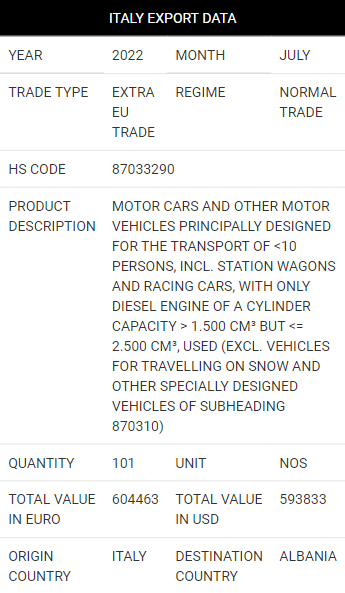 ITALY EXPORT DATA
YEAR 2022 MONTH JULY
TRADE TYPE EXTRA EU TRADE REGIME NORMAL TRADE
HS CODE 87033290
PRODUCT DESCRIPTION
MOTOR CARS AND OTHER MOTOR
VEHICLES PRINCIPALLY DESIGNED
FOR THE TRANSPORT OF <10
PERSONS, INCL. STATION WAGONS
AND RACING CARS, WITH ONLY
DIESEL ENGINE OF A CYLINDER
CAPACITY > 1.500 CM³ BUT <=
2.500 CM³, USED (EXCL. VEHICLES
FOR TRAVELLING ON SNOW AND
OTHER SPECIALLY DESIGNED
VEHICLES OF SUBHEADING
870310)
QUANTITY 101 UNIT NOS
TOTAL VALUE IN EURO 604463 TOTAL VALUE IN USD 593833
ORIGIN COUNTRY ITALY DESTINATION COUNTRY ALBANIA